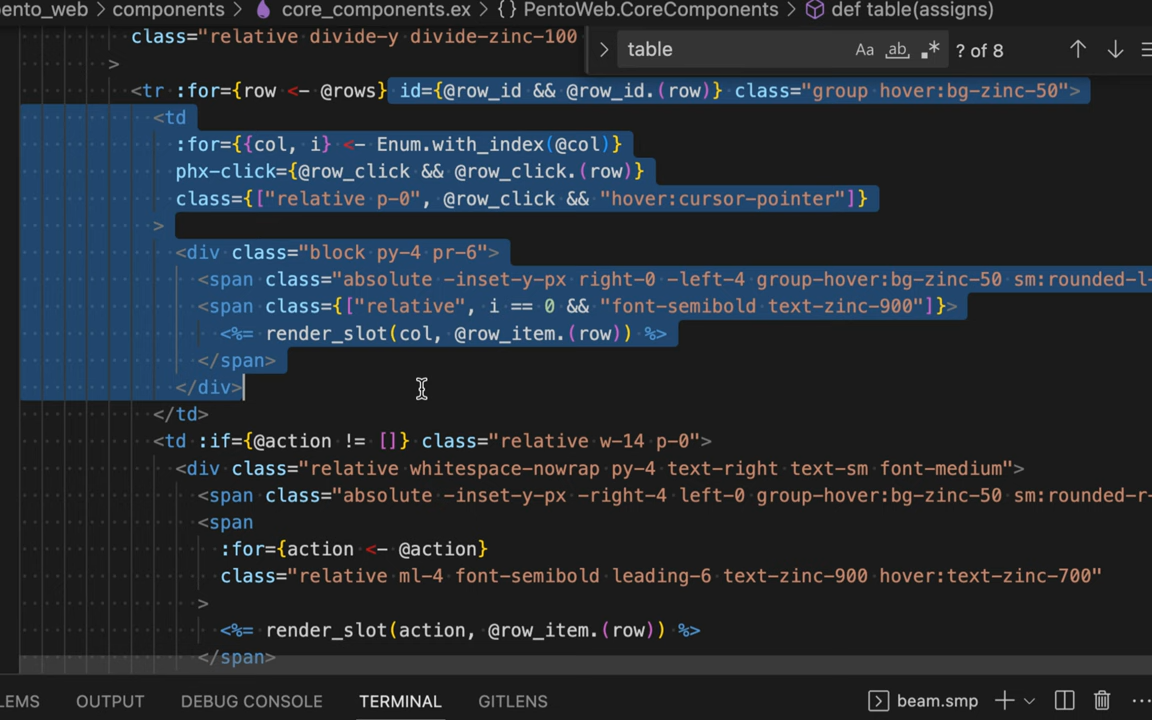 ento_web > components > core_components.ex > {} PentoWeb.CoreComponents > def table(assigns)
class="relative divide-y divide-zinc-100
table Aa ab .* ? of 8
>
<tr :for={row <- @rows} id={@row_id && @row_id.(row)} class="group hover:bg-zinc-50">
<td
:for={{col, i} <- Enum.with_index(@col)}
phx-click={@row_click && @row_click.(row)}
class={["relative p-0", @row_click && "hover:cursor-pointer"]}
>
<div class="block py-4 pr-6">
<span class="absolute -inset-y-px right-0 -left-4 group-hover:bg-zinc-50 sm:rounded-l-
<span class={["relative", i == 0 && "font-semibold text-zinc-900"]}>
<%= render_slot(col, @row_item.(row)) %>
</span>
</div>
</td>
<td :if={@action != []} class="relative w-14 p-0">
<div class="relative whitespace-nowrap py-4 text-right text-sm font-medium">
<span class="absolute -inset-y-px -right-4 left-0 group-hover:bg-zinc-50 sm:rounded-r-
<span
:for={action <- @action}
class="relative ml-4 font-semibold leading-6 text-zinc-900 hover:text-zinc-700"
>
<%= render_slot(action, @row_item.(row)) %>
</span>
LEMS OUTPUT DEBUG CONSOLE TERMINAL GITLENS beam.smp